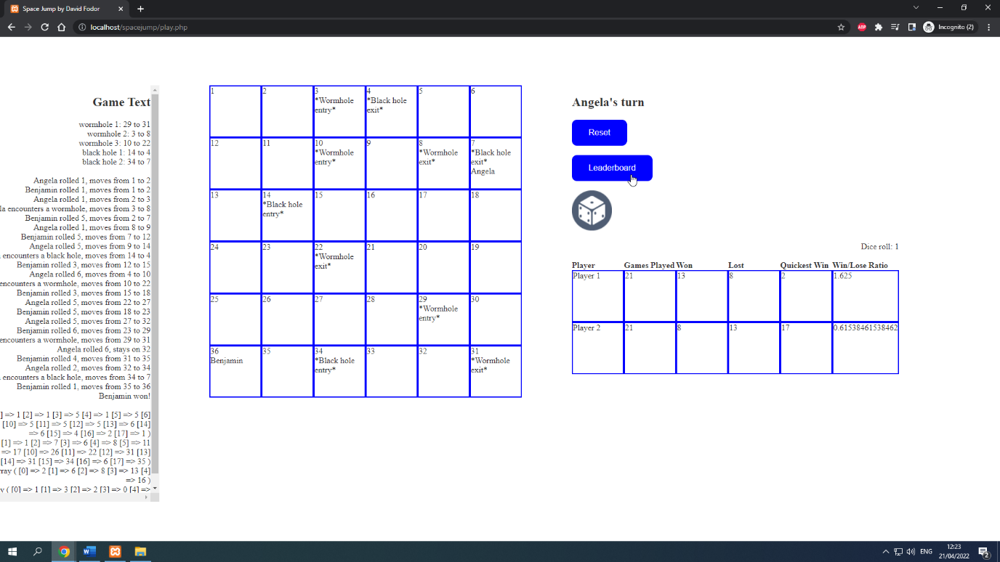 Space Jump by David Fodor
localhost/spacejump/play.php
ABP
Incognito (2)
Game Text
wormhole 1: 29 to 31
wormhole 2: 3 to 8
wormhole 3: 10 to 22
black hole 1: 14 to 4
black hole 2: 34 to 7
Angela rolled 1, moves from 1 to 2
Benjamin rolled 1, moves from 1 to 2
Angela rolled 1, moves from 2 to 3
la encounters a wormhole, moves from 3 to 8
Benjamin rolled 5, moves from 2 to 7
Angela rolled 1, moves from 8 to 9
Benjamin rolled 5, moves from 7 to 12
Angela rolled 5, moves from 9 to 14
encounters a black hole, moves from 14 to 4
Benjamin rolled 3, moves from 12 to 15
Angela rolled 6, moves from 4 to 10
encounters a wormhole, moves from 10 to 22
Benjamin rolled 3, moves from 15 to 18
Angela rolled 5, moves from 22 to 27
Benjamin rolled 5, moves from 18 to 23
Angela rolled 5, moves from 27 to 32
Benjamin rolled 6, moves from 23 to 29
encounters a wormhole, moves from 29 to 31
Angela rolled 6, stays on 32
Benjamin rolled 4, moves from 31 to 35
Angela rolled 2, moves from 32 to 34
encounters a black hole, moves from 34 to 7
Benjamin rolled 1, moves from 35 to 36
Benjamin won!
] => 1 [2] => 1 [3] => 5 [4] => 1 [5] => 5 [6]
[10] => 5 [11] => 5 [12] => 5 [13] => 6 [14]
=> 6 [15] => 4 [16] => 2 [17] => 1 )
[1] => 1 [2] => 7 [3] => 6 [4] => 8 [5] => 11
=> 17 [10] => 26 [11] => 22 [12] => 31 [13]
[14] => 31 [15] => 34 [16] => 6 [17] => 35 )
ray ( [0] => 2 [1] => 6 [2] => 8 [3] => 13 [4]
=> 16 )
y ( [0] => 1 [1] => 3 [2] => 2 [3] => 0 [4] =>
1 2 3 4 5 6
*Wormhole entry* *Black hole exit*
12 11 10 9 8 7
*Wormhole entry* *Wormhole exit* *Black hole exit*
Angela
13 14 15 16 17 18
*Black hole entry*
24 23 22 21 20 19
*Wormhole exit*
25 26 27 28 29 30
*Wormhole entry*
36 35 34 33 32 31
Benjamin *Black hole entry* *Wormhole exit*
Angela's turn
Reset
Leaderboard
Dice roll: 1
Player Games Played Won Lost Quickest Win Win/Lose Ratio
Player 1 21 13 8 2 1.625
Player 2 21 8 13 17 0.61538461538462
ENG
12:23
21/04/2022
2